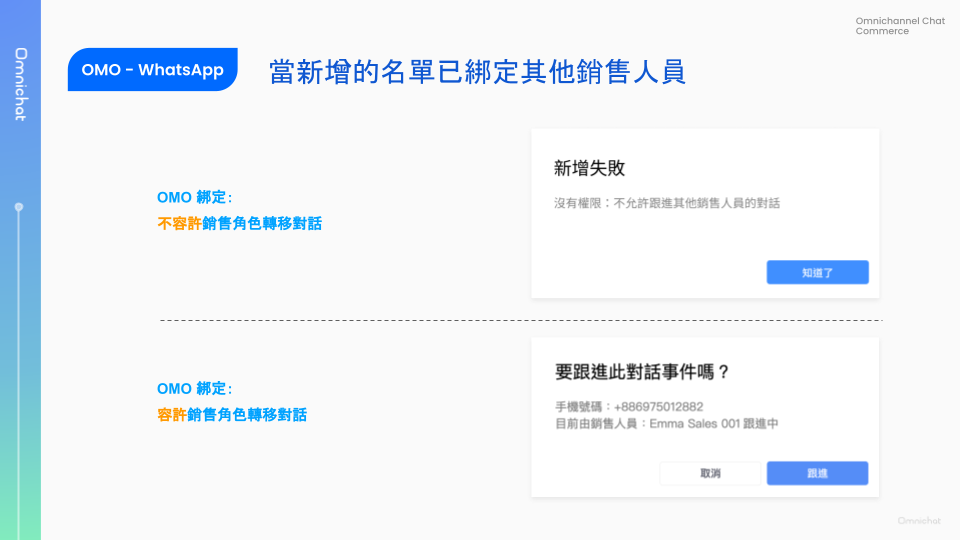 Omnichannel Chat
Commerce
Omnichat
OMO - WhatsApp
當新增的名單已綁定其他銷售人員
OMO 綁定：
不容許銷售角色轉移對話
新增失敗
沒有權限：不允許跟進其他銷售人員的對話
知道了
OMO 綁定：
容許銷售角色轉移對話
要跟進此對話事件嗎？
手機號碼：+886975012882
目前由銷售人員：Emma Sales 001 跟進中
取消
跟進
Omnichat